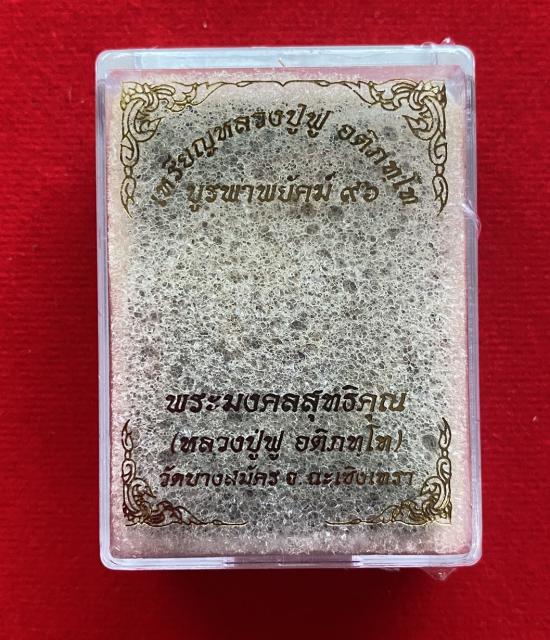 เหรียญหลวงปู่ฟู อติภทฺโท
บูรพาพยัคฆ์ ๙๖
พระมงคลสุทธิคุณ
(หลวงปู่ฟู อติภทฺโท)
วัดบางสมัคร จ.ฉะเชิงเทรา